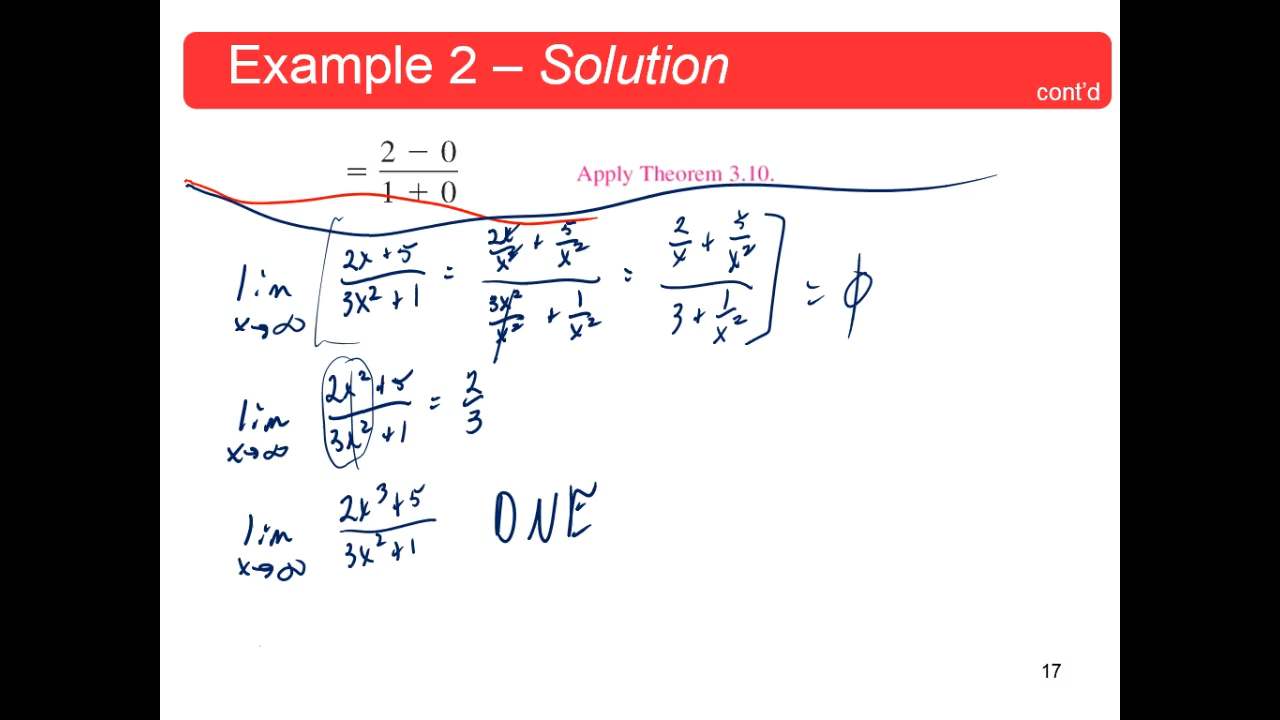 Example 2 – Solution
cont'd
= (2 − 0)/(1 + 0) Apply Theorem 3.10.
lim x→∞ [ (2x + 5)/(3x² + 1) = (2x/x² + 5/x²)/(3x²/x² + 1/x²) = (2/x + 5/x²)/(3 + 1/x²) ] = ϕ
lim x→∞ (2x² + 5)/(3x² + 1) = 2/3
lim x→∞ (2x³ + 5)/(3x² + 1) DNE
17